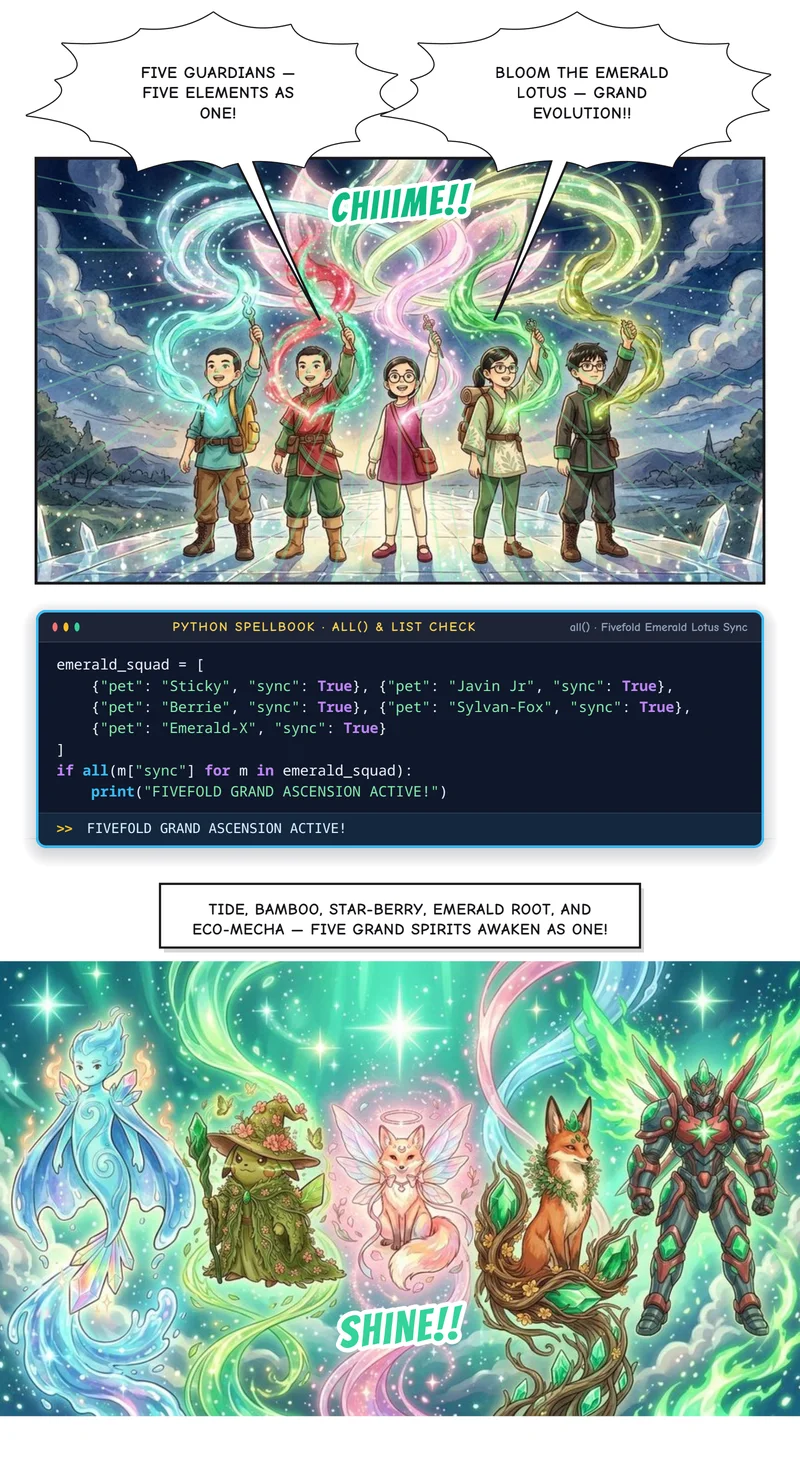 FIVE GUARDIANS —
FIVE ELEMENTS AS
ONE!
BLOOM THE EMERALD
LOTUS — GRAND
EVOLUTION!!
CHIIIME!!
PYTHON SPELLBOOK · ALL() & LIST CHECK
all() · Fivefold Emerald Lotus Sync
emerald_squad = [
    {"pet": "Sticky", "sync": True}, {"pet": "Javin Jr", "sync": True},
    {"pet": "Berrie", "sync": True}, {"pet": "Sylvan-Fox", "sync": True},
    {"pet": "Emerald-X", "sync": True}
]
if all(m["sync"] for m in emerald_squad):
    print("FIVEFOLD GRAND ASCENSION ACTIVE!")
>> FIVEFOLD GRAND ASCENSION ACTIVE!
TIDE, BAMBOO, STAR-BERRY, EMERALD ROOT, AND
ECO-MECHA — FIVE GRAND SPIRITS AWAKEN AS ONE!
SHINE!!